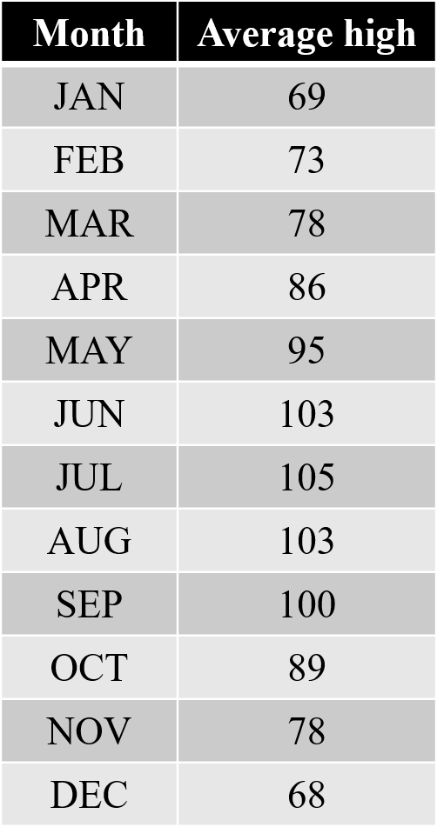 Month Average high
JAN 69
FEB 73
MAR 78
APR 86
MAY 95
JUN 103
JUL 105
AUG 103
SEP 100
OCT 89
NOV 78
DEC 68